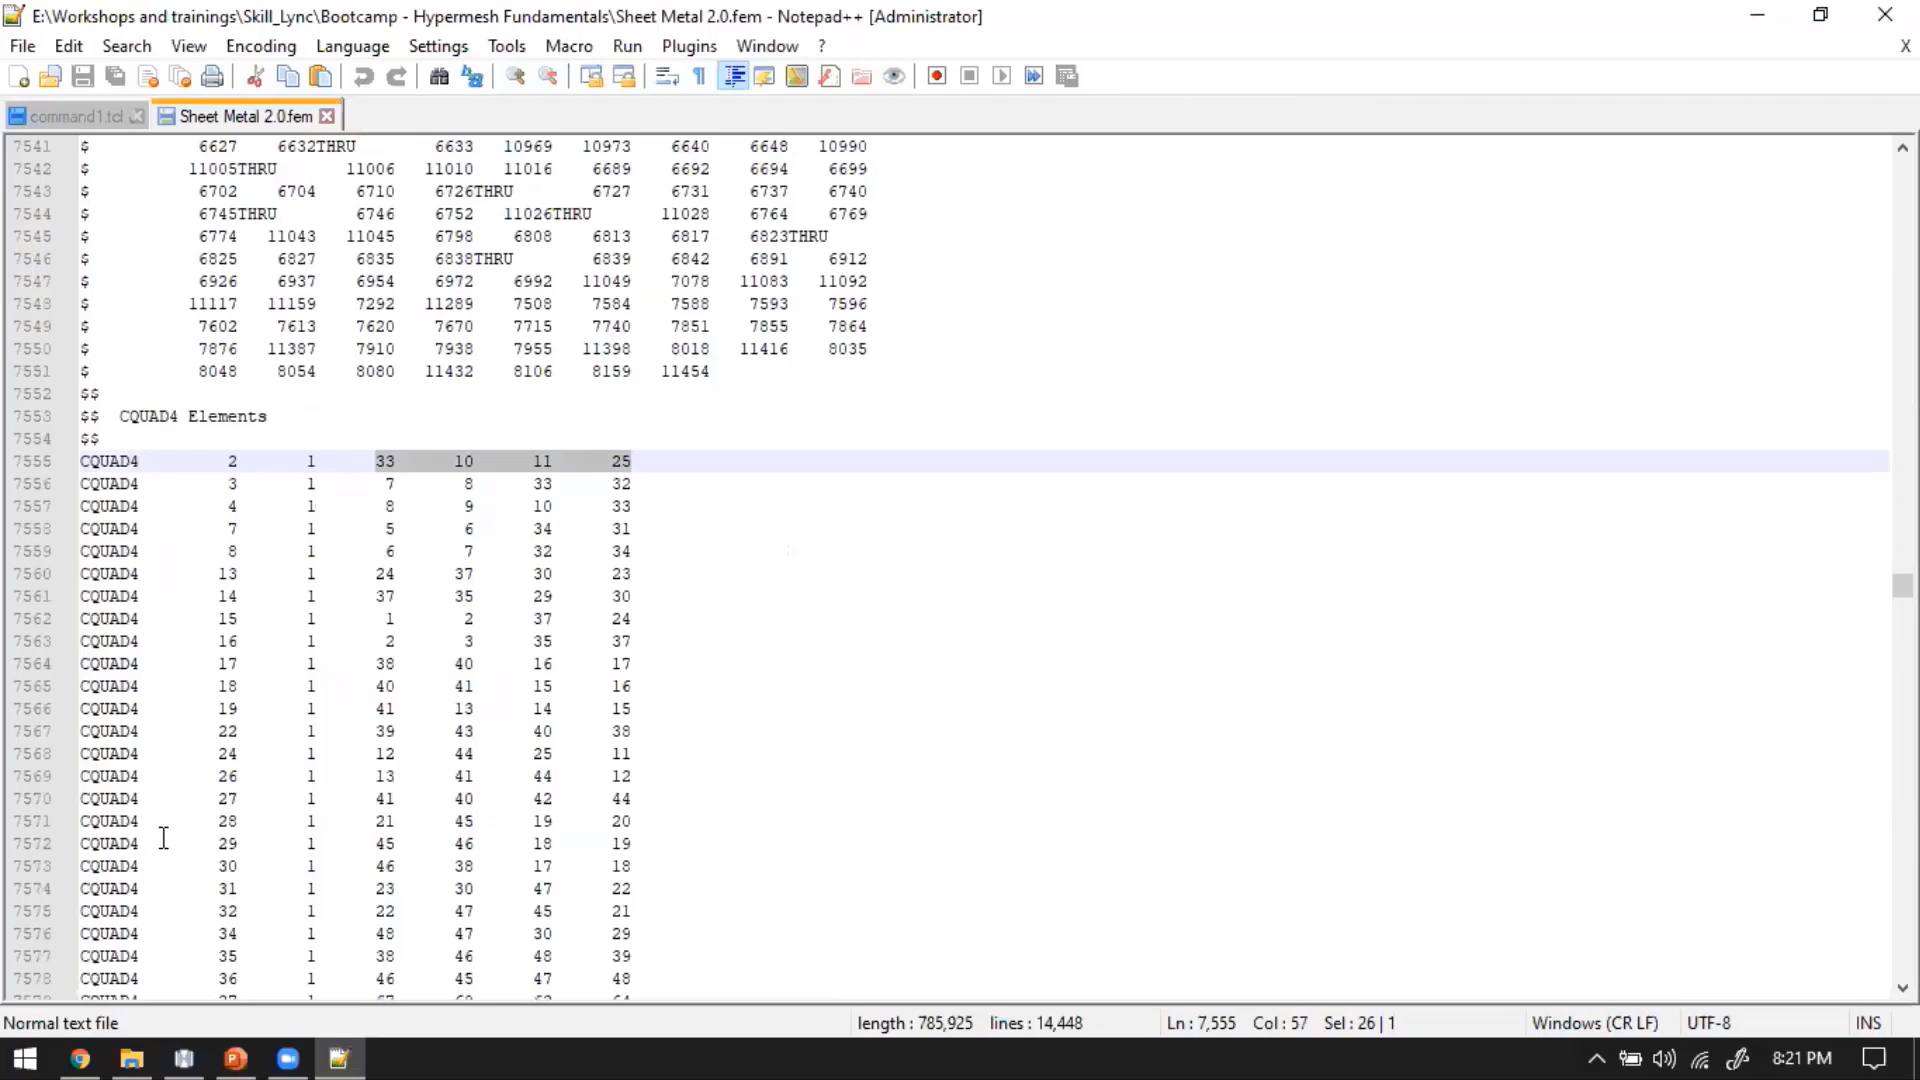 E:\Workshops and trainings\Skill_Lync\Bootcamp - Hypermesh Fundamentals\Sheet Metal 2.0.fem - Notepad++ [Administrator]
File Edit Search View Encoding Language Settings Tools Macro Run Plugins Window ? X
command1.tcl Sheet Metal 2.0.fem
7541 $ 6627 6632THRU 6633 10969 10973 6640 6648 10990
7542 $ 11005THRU 11006 11010 11016 6689 6692 6694 6699
7543 $ 6702 6704 6710 6726THRU 6727 6731 6737 6740
7544 $ 6745THRU 6746 6752 11026THRU 11028 6764 6769
7545 $ 6774 11043 11045 6798 6808 6813 6817 6823THRU
7546 $ 6825 6827 6835 6838THRU 6839 6842 6891 6912
7547 $ 6926 6937 6954 6972 6992 11049 7078 11083 11092
7548 $ 11117 11159 7292 11289 7508 7584 7588 7593 7596
7549 $ 7602 7613 7620 7670 7715 7740 7851 7855 7864
7550 $ 7876 11387 7910 7938 7955 11398 8018 11416 8035
7551 $ 8048 8054 8080 11432 8106 8159 11454
7552 $$
7553 $$ CQUAD4 Elements
7554 $$
7555 CQUAD4 2 1 33 10 11 25
7556 CQUAD4 3 1 7 8 33 32
7557 CQUAD4 4 1 8 9 10 33
7558 CQUAD4 7 1 5 6 34 31
7559 CQUAD4 8 1 6 7 32 34
7560 CQUAD4 13 1 24 37 30 23
7561 CQUAD4 14 1 37 35 29 30
7562 CQUAD4 15 1 1 2 37 24
7563 CQUAD4 16 1 2 3 35 37
7564 CQUAD4 17 1 38 40 16 17
7565 CQUAD4 18 1 40 41 15 16
7566 CQUAD4 19 1 41 13 14 15
7567 CQUAD4 22 1 39 43 40 38
7568 CQUAD4 24 1 12 44 25 11
7569 CQUAD4 26 1 13 41 44 12
7570 CQUAD4 27 1 41 40 42 44
7571 CQUAD4 28 1 21 45 19 20
7572 CQUAD4 29 1 45 46 18 19
7573 CQUAD4 30 1 46 38 17 18
7574 CQUAD4 31 1 23 30 47 22
7575 CQUAD4 32 1 22 47 45 21
7576 CQUAD4 34 1 48 47 30 29
7577 CQUAD4 35 1 38 46 48 39
7578 CQUAD4 36 1 46 45 47 48
Normal text file length : 785,925 lines : 14,448 Ln : 7,555 Col : 57 Sel : 26 | 1 Windows (CR LF) UTF-8 INS
8:21 PM